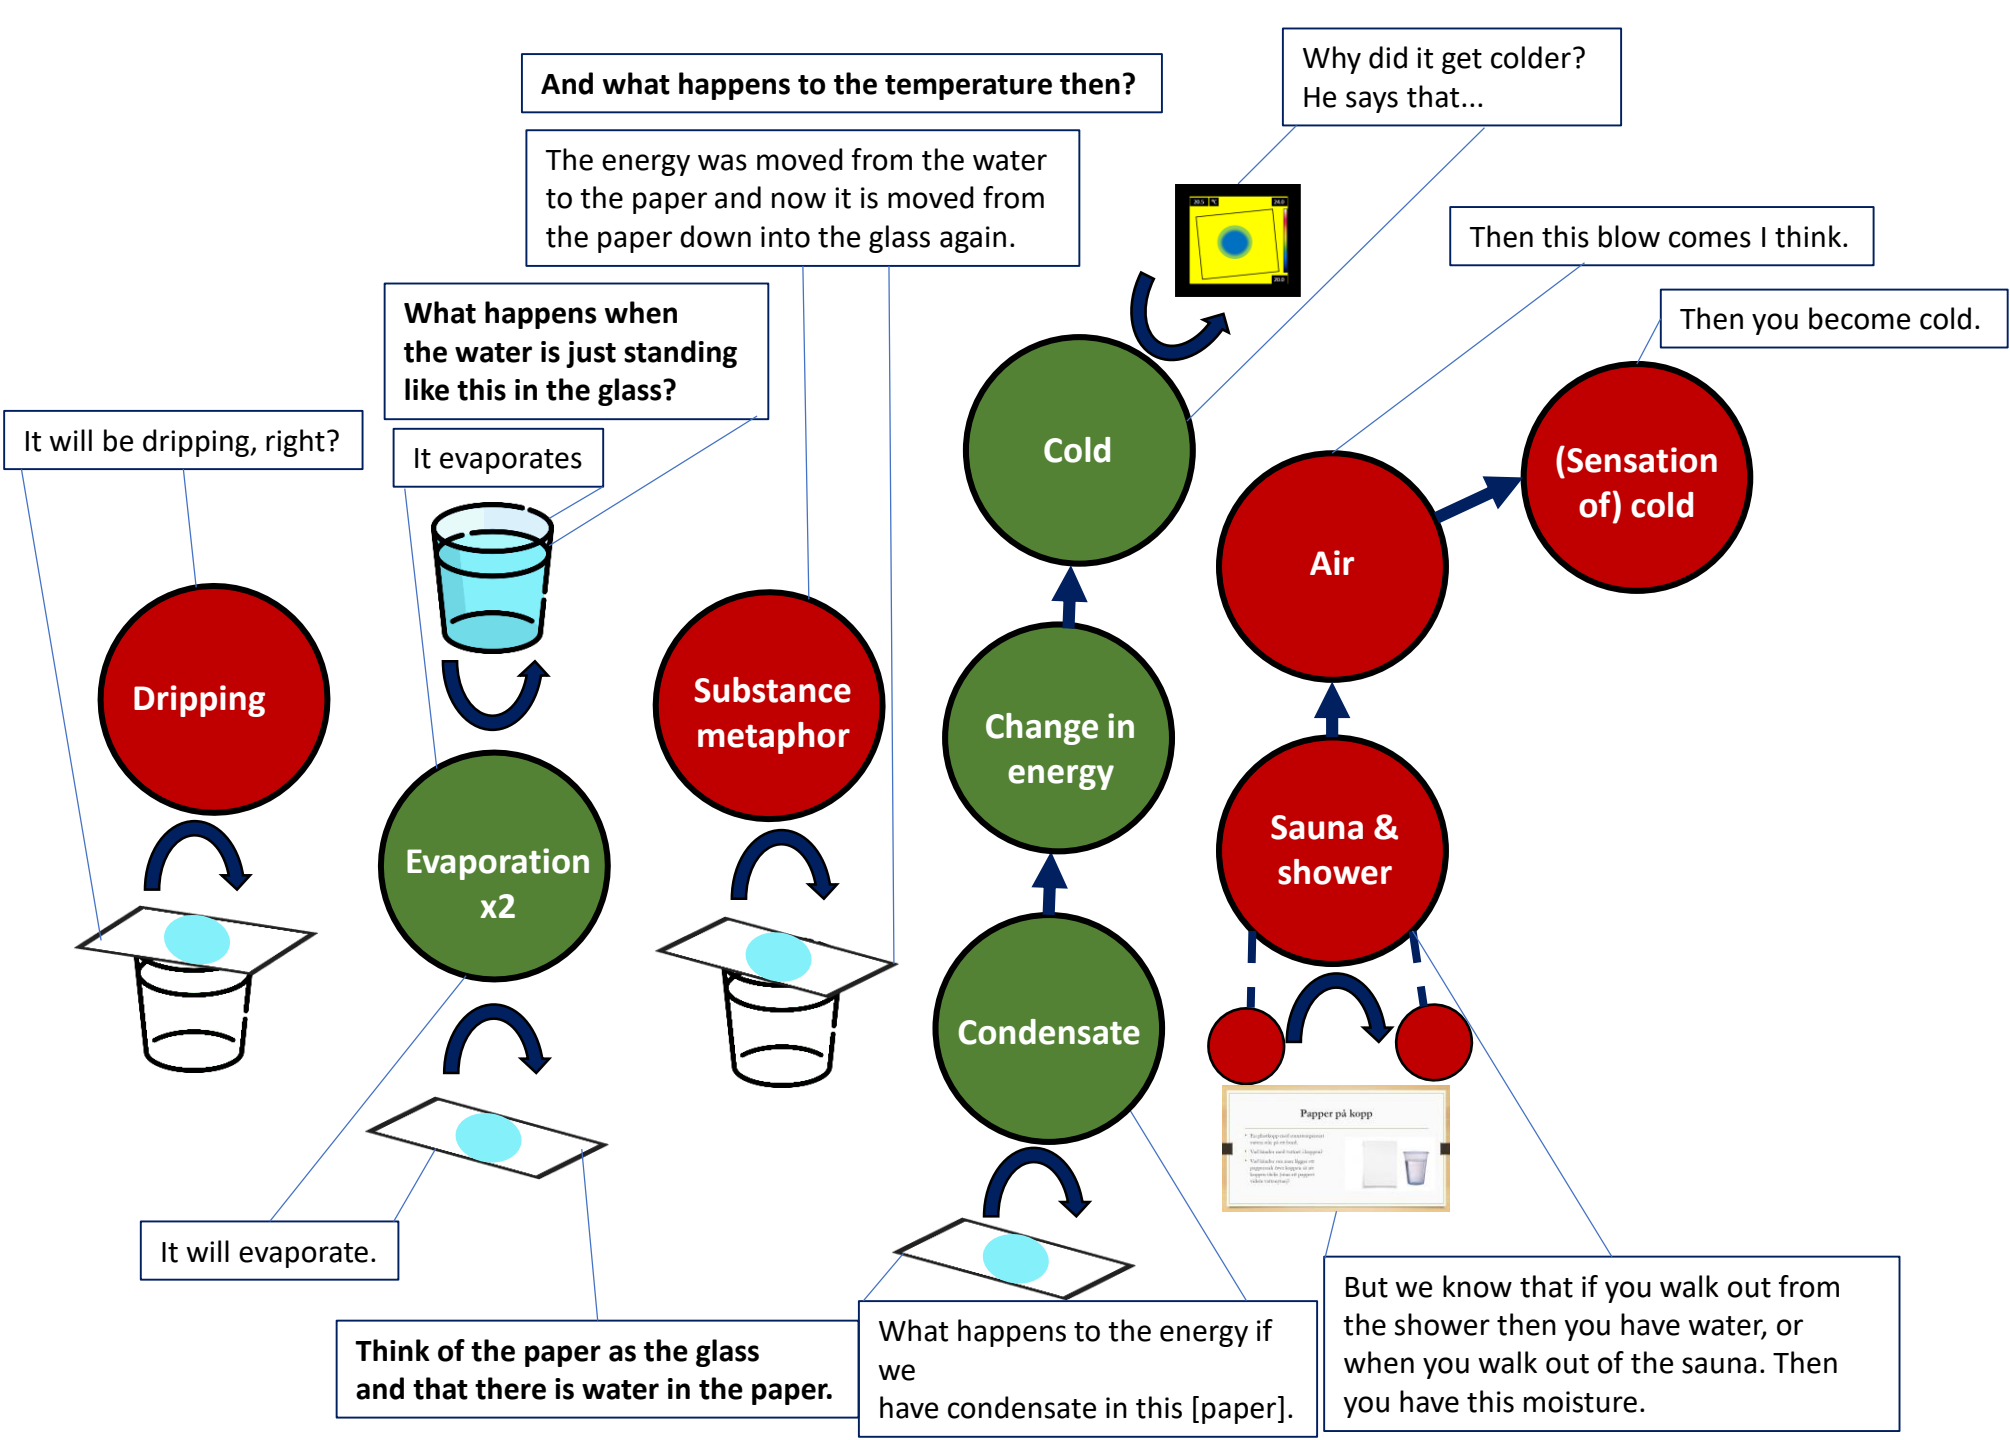 Why did it get colder?
He says that...
And what happens to the temperature then?
The energy was moved from the water
to the paper and now it is moved from
the paper down into the glass again.
20.5 °C
24.0
20.0
Then this blow comes I think.
Then you become cold.
What happens when
the water is just standing
like this in the glass?
It will be dripping, right?
It evaporates
Cold
(Sensation
of) cold
Air
Dripping
Substance
metaphor
Change in
energy
Evaporation
x2
Sauna &
shower
Condensate
Papper på kopp
It will evaporate.
Think of the paper as the glass
and that there is water in the paper.
What happens to the energy if
we
have condensate in this [paper].
But we know that if you walk out from
the shower then you have water, or
when you walk out of the sauna. Then
you have this moisture.